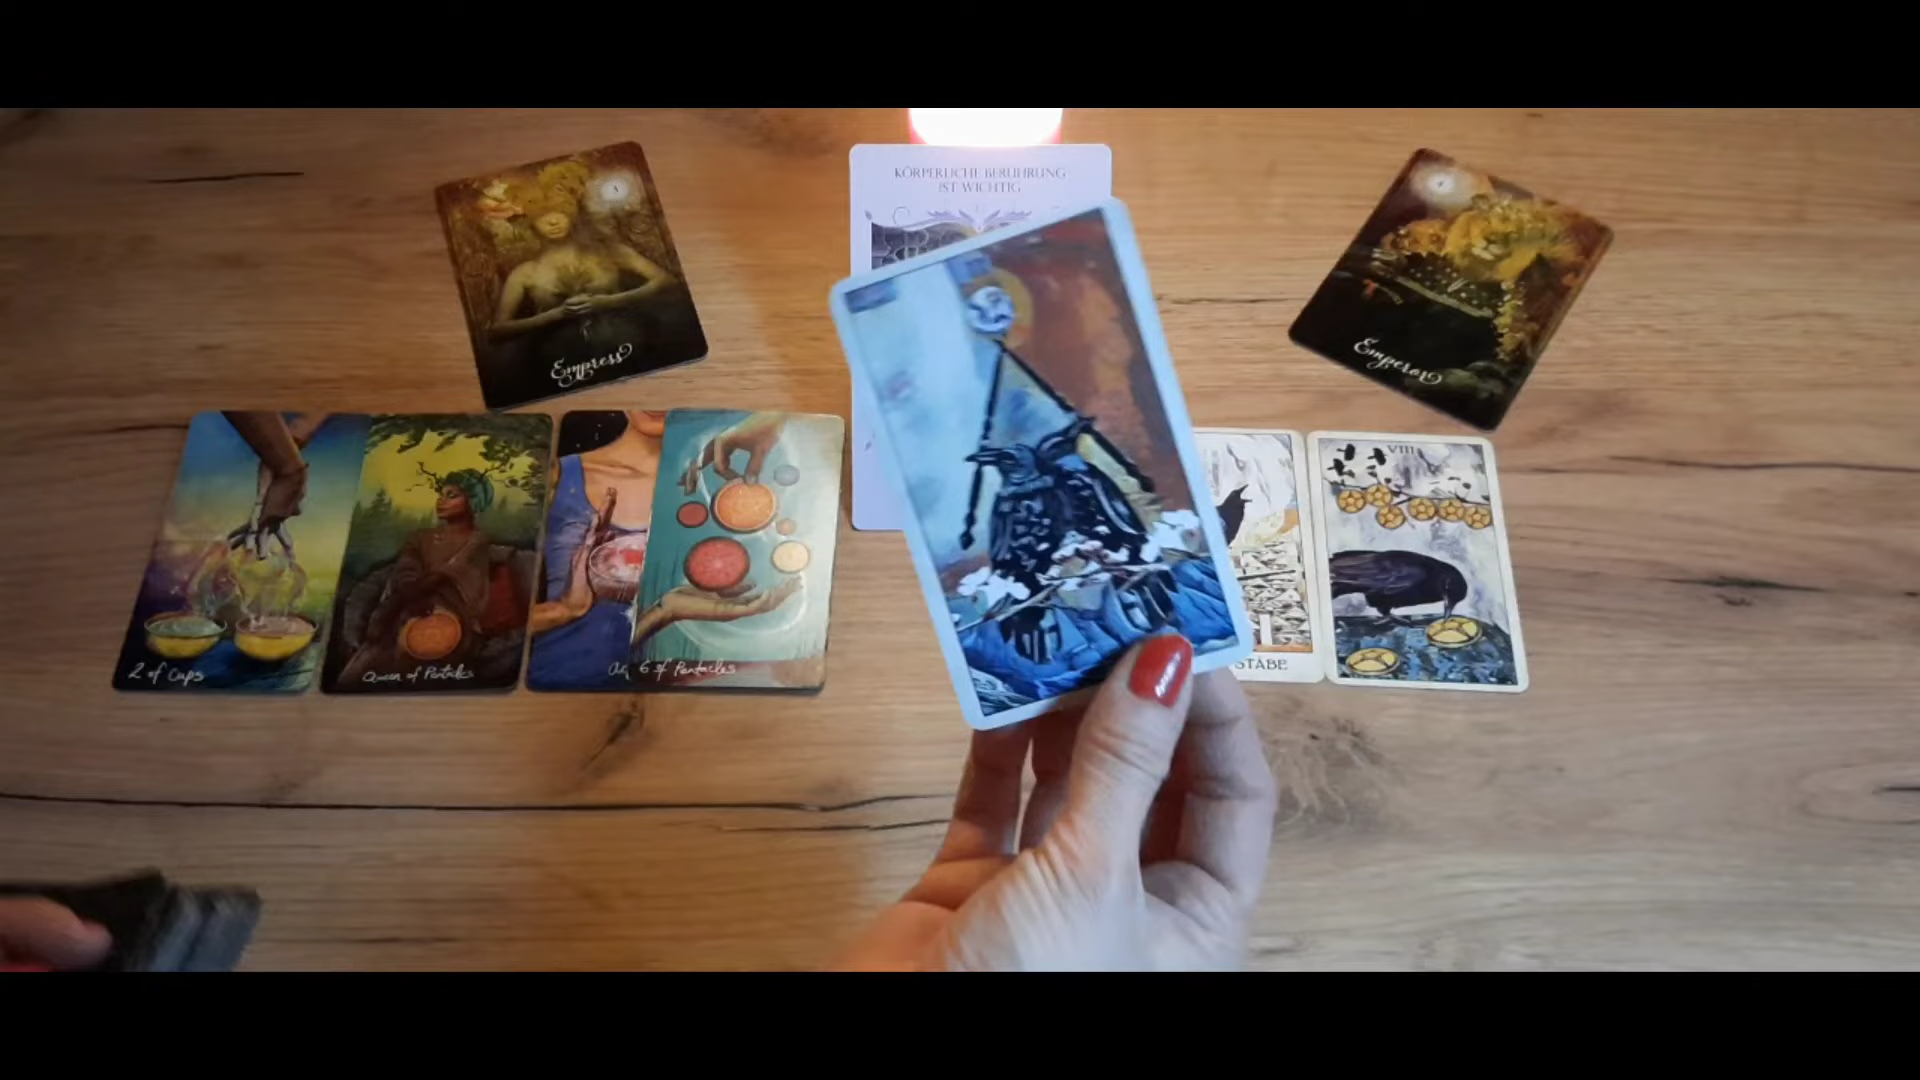 KÖRPERLICHE BERÜHRUNG
IST WICHTIG
Empress
Emperor
VIII
2 of Cups
Queen of Pentacles
6 of Pentacles
STÄBE